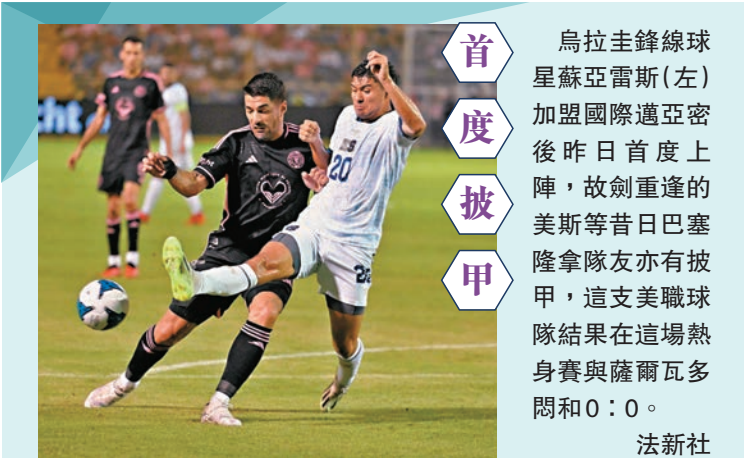 首度披甲
烏拉圭鋒線球
星蘇亞雷斯(左)
加盟國際邁亞密
後昨日首度上
陣，故劍重逢的
美斯等昔日巴塞
隆拿隊友亦有披
甲，這支美職球
隊結果在這場熱
身賽與薩爾瓦多
悶和0：0。
法新社
20